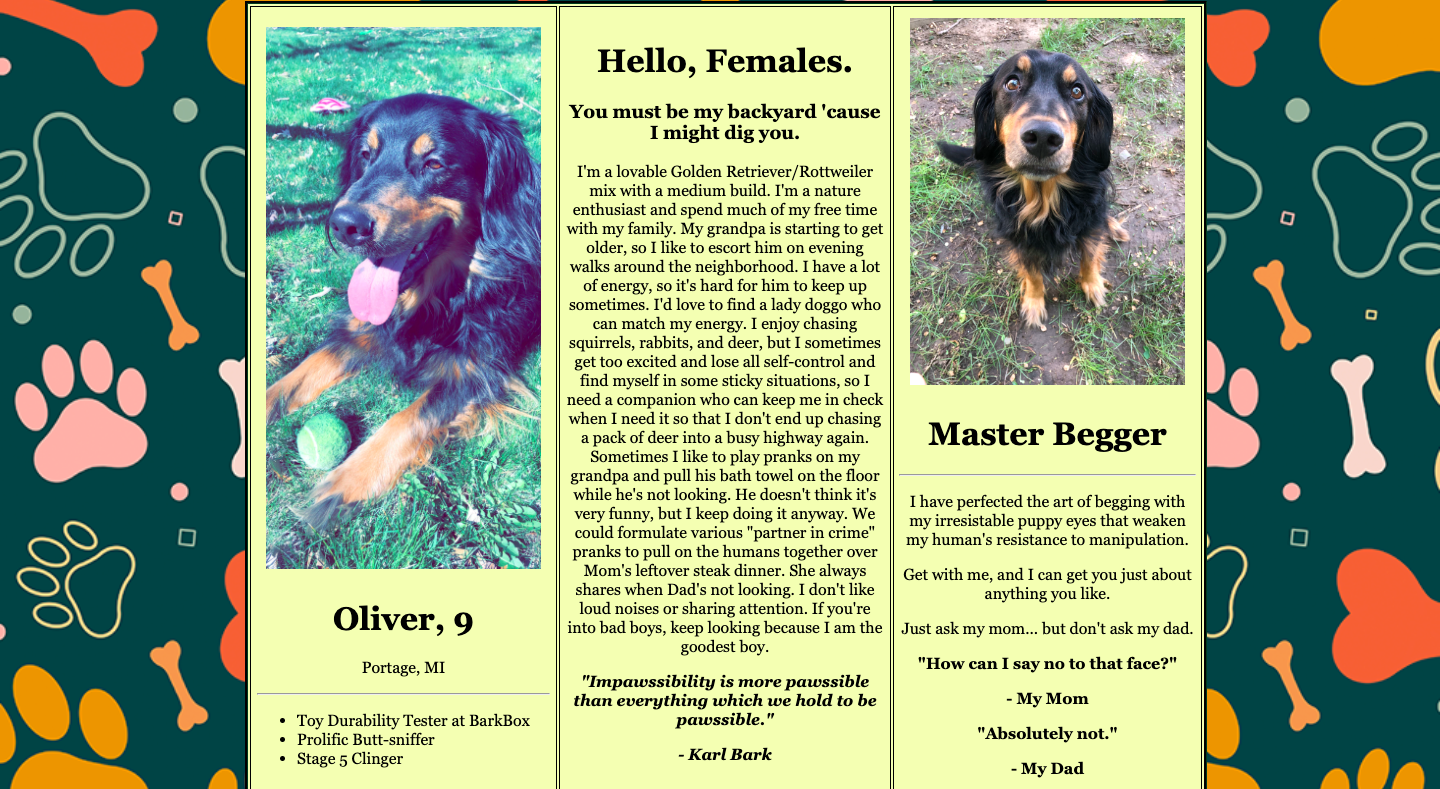 Oliver, 9
Portage, MI
Toy Durability Tester at BarkBox
Prolific Butt-sniffer
Stage 5 Clinger
Hello, Females.
You must be my backyard 'cause
I might dig you.
I'm a lovable Golden Retriever/Rottweiler
mix with a medium build. I'm a nature
enthusiast and spend much of my free time
with my family. My grandpa is starting to get
older, so I like to escort him on evening
walks around the neighborhood. I have a lot
of energy, so it's hard for him to keep up
sometimes. I'd love to find a lady doggo who
can match my energy. I enjoy chasing
squirrels, rabbits, and deer, but I sometimes
get too excited and lose all self-control and
find myself in some sticky situations, so I
need a companion who can keep me in check
when I need it so that I don't end up chasing
a pack of deer into a busy highway again.
Sometimes I like to play pranks on my
grandpa and pull his bath towel on the floor
while he's not looking. He doesn't think it's
very funny, but I keep doing it anyway. We
could formulate various "partner in crime"
pranks to pull on the humans together over
Mom's leftover steak dinner. She always
shares when Dad's not looking. I don't like
loud noises or sharing attention. If you're
into bad boys, keep looking because I am the
goodest boy.
"Impawssibility is more pawssible
than everything which we hold to be
pawssible."
- Karl Bark
Master Begger
I have perfected the art of begging with
my irresistable puppy eyes that weaken
my human's resistance to manipulation.
Get with me, and I can get you just about
anything you like.
Just ask my mom... but don't ask my dad.
"How can I say no to that face?"
- My Mom
"Absolutely not."
- My Dad